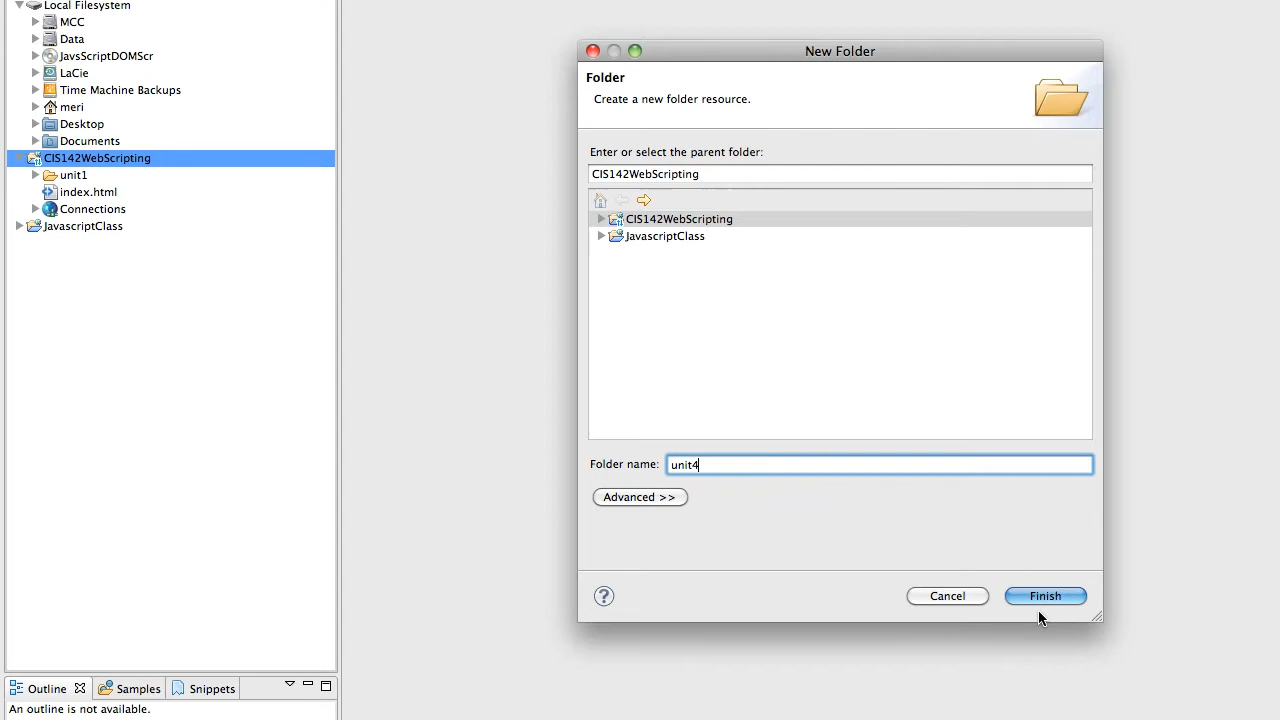 Local Filesystem
MCC
Data
JavsScriptDOMScr
LaCie
Time Machine Backups
meri
Desktop
Documents
CIS142WebScripting
unit1
index.html
Connections
JavascriptClass
Outline
Samples
Snippets
An outline is not available.
New Folder
Folder
Create a new folder resource.
Enter or select the parent folder:
CIS142WebScripting
CIS142WebScripting
JavascriptClass
Folder name: unit4
Advanced >>
?
Cancel
Finish